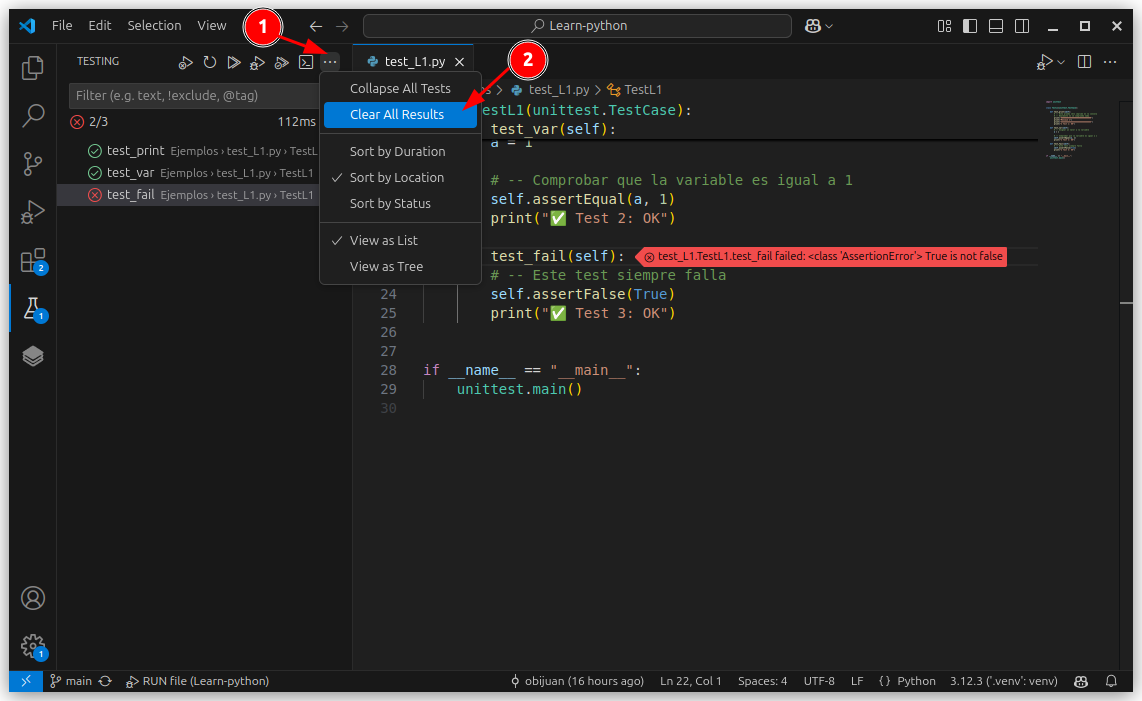 File Edit Selection View 1 Learn-python
TESTING
test_L1.py
2
Filter (e.g. text, !exclude, @tag)
2/3 112ms
test_print Ejemplos › test_L1.py › TestL
test_var Ejemplos › test_L1.py › TestL1
test_fail Ejemplos › test_L1.py › TestL1
Collapse All Tests
Clear All Results
Sort by Duration
Sort by Location
Sort by Status
View as List
View as Tree
s › test_L1.py › TestL1
estL1(unittest.TestCase):
test_var(self):
a = 1
# -- Comprobar que la variable es igual a 1
self.assertEqual(a, 1)
print("✅ Test 2: OK")
test_fail(self): test_L1.TestL1.test_fail failed: <class 'AssertionError'> True is not false
# -- Este test siempre falla
24 self.assertFalse(True)
25 print("✅ Test 3: OK")
26
27
28 if __name__ == "__main__":
29 unittest.main()
30
2
1
1
main RUN file (Learn-python) obijuan (16 hours ago) Ln 22, Col 1 Spaces: 4 UTF-8 LF {} Python 3.12.3 ('.venv': venv)